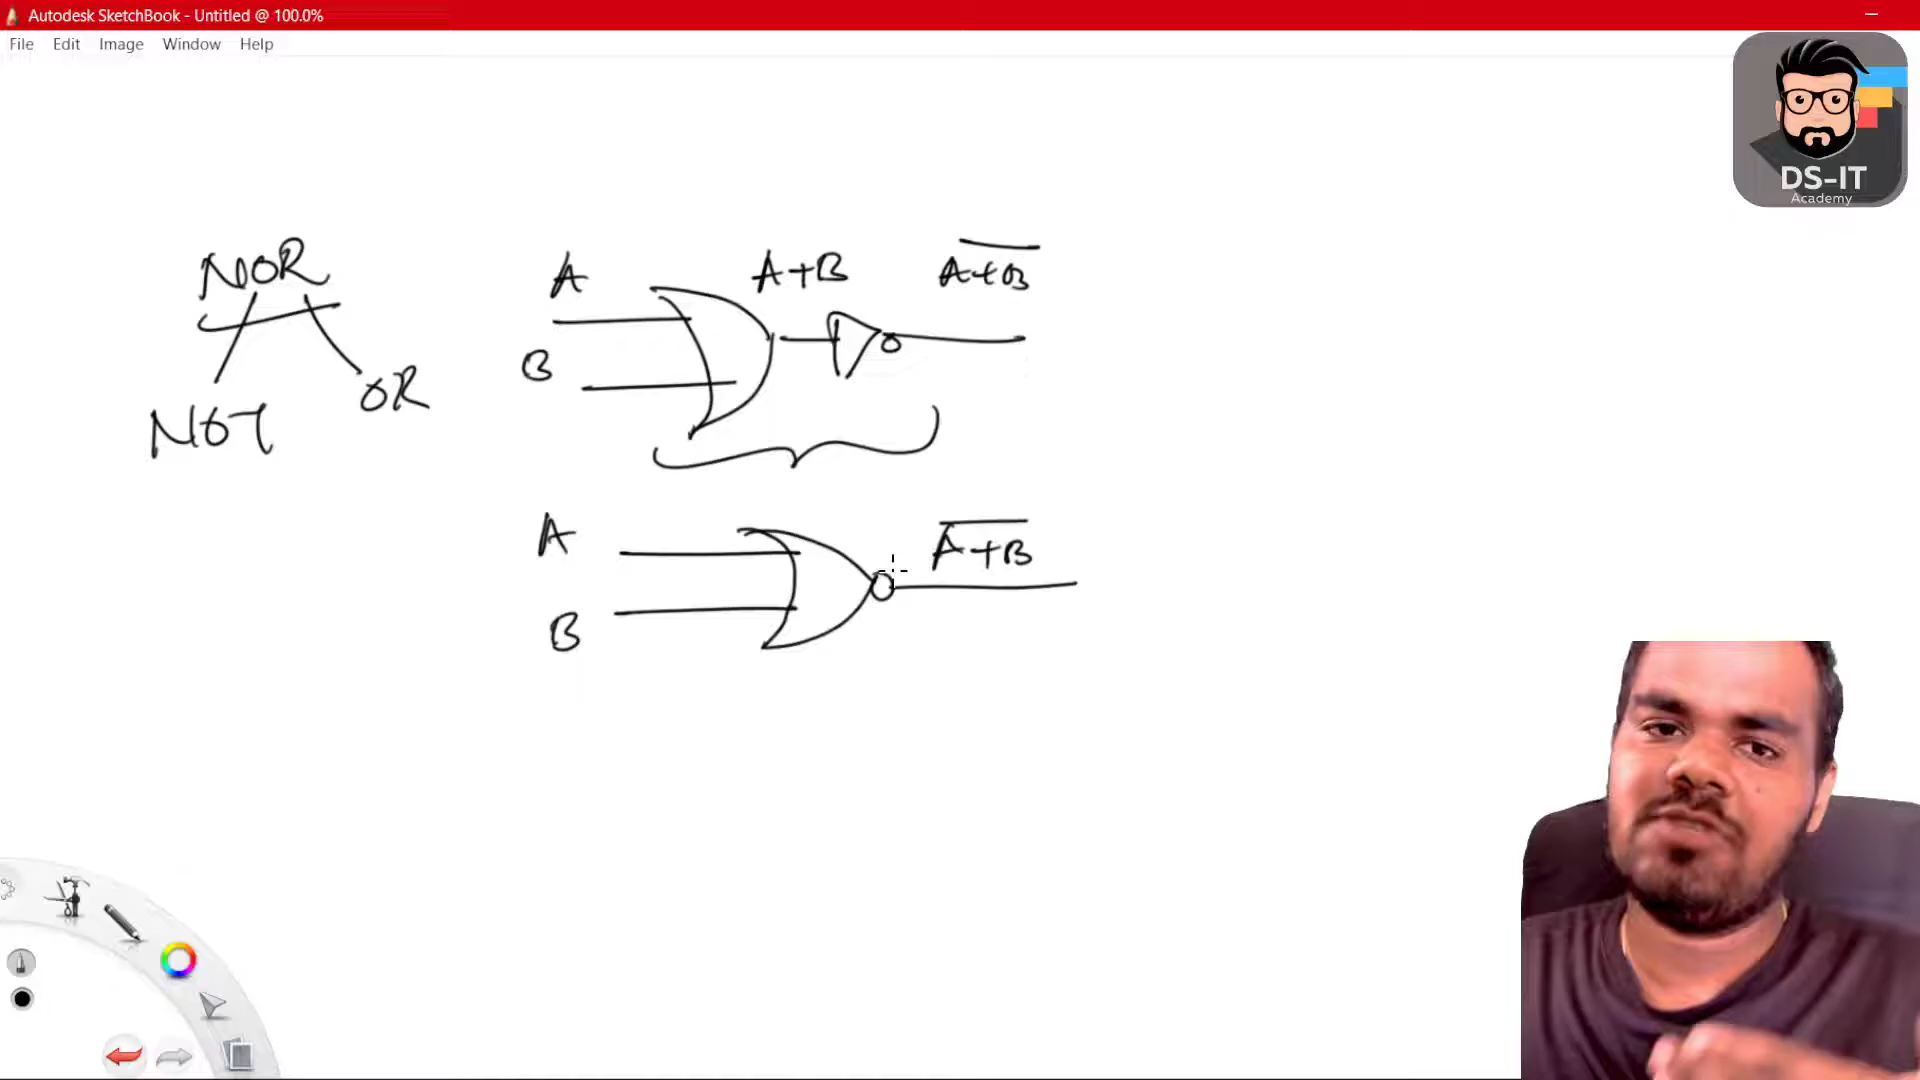 Autodesk SketchBook - Untitled @ 100.0%
File Edit Image Window Help
DS-IT
Academy
NOR
NOT
OR
A
B
A+B
A̅+̅B̅
A
B
A̅+̅B̅